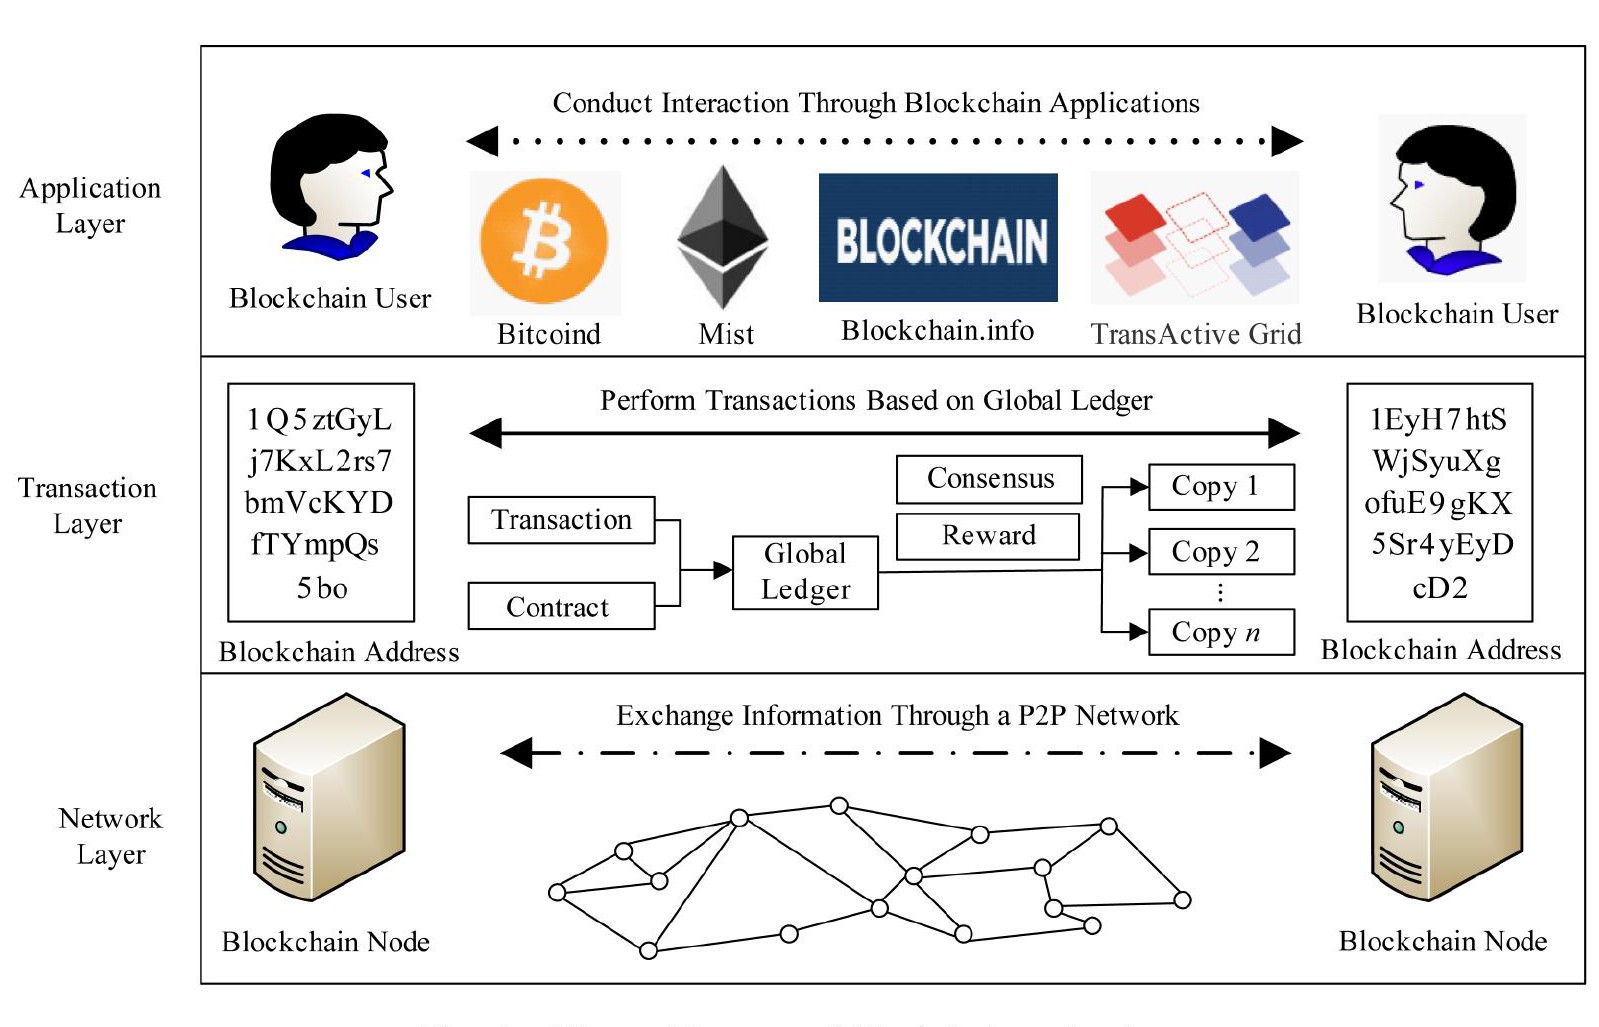 Application
Layer
Conduct Interaction Through Blockchain Applications
BLOCKCHAIN
Blockchain User
Bitcoind
Mist
Blockchain.info
TransActive Grid
Blockchain User
Transaction
Layer
1Q5ztGyL
j7KxL2rs7
bmVcKYD
fTYmpQs
5bo
Blockchain Address
Perform Transactions Based on Global Ledger
Transaction
Contract
Global
Ledger
Consensus
Reward
Copy 1
Copy 2
⋮
Copy n
1EyH7htS
WjSyuXg
ofuE9gKX
5Sr4yEyD
cD2
Blockchain Address
Network
Layer
Exchange Information Through a P2P Network
Blockchain Node
Blockchain Node